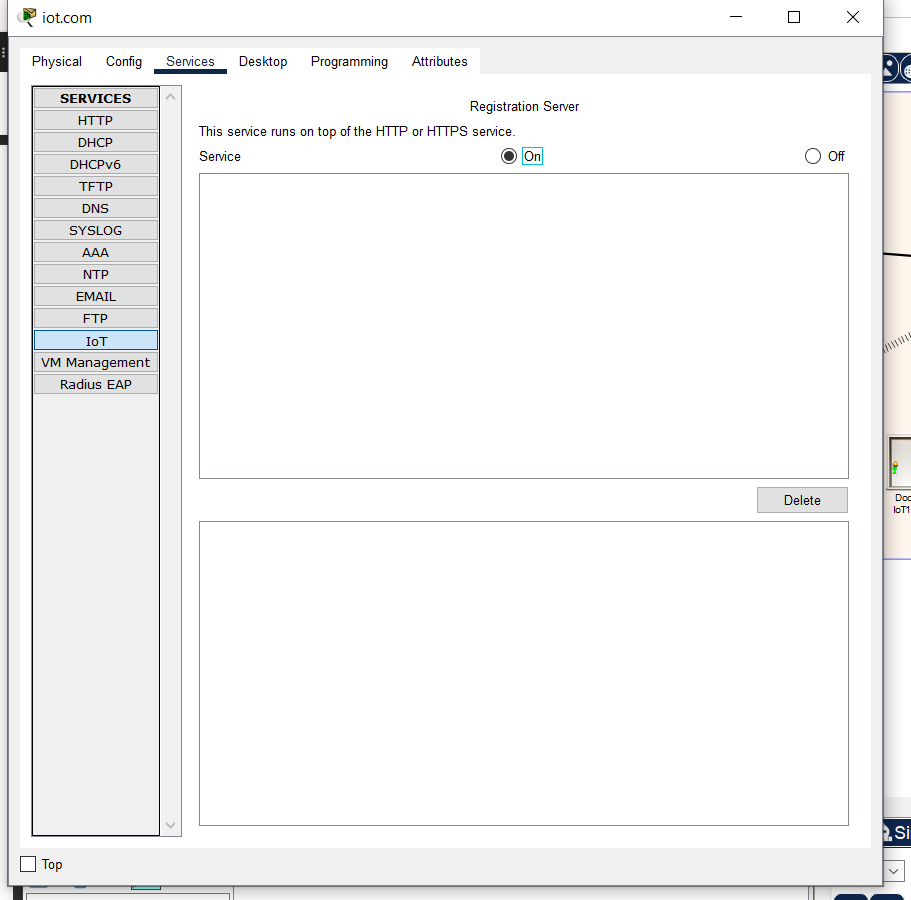 iot.com
Physical Config Services Desktop Programming Attributes
SERVICES
HTTP
DHCP
DHCPv6
TFTP
DNS
SYSLOG
AAA
NTP
EMAIL
FTP
IoT
VM Management
Radius EAP
Registration Server
This service runs on top of the HTTP or HTTPS service.
Service On Off
Delete
Top
IoT1